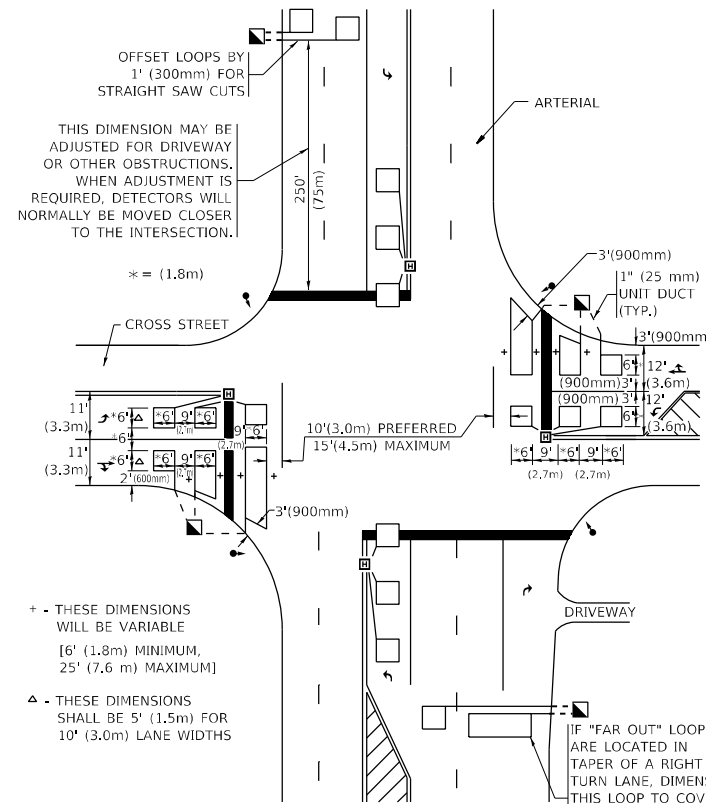 OFFSET LOOPS BY
1' (300mm) FOR
STRAIGHT SAW CUTS
ARTERIAL
THIS DIMENSION MAY BE
ADJUSTED FOR DRIVEWAY
OR OTHER OBSTRUCTIONS.
WHEN ADJUSTMENT IS
REQUIRED, DETECTORS WILL
NORMALLY BE MOVED CLOSER
TO THE INTERSECTION.
250'
(75m)
* = (1.8m)
H
3'(900mm)
1" (25 mm)
UNIT DUCT
(TYP.)
CROSS STREET
3'(900mm)
+ + + +
6'* 12'
(3.6m)
(900mm) 3'
(900mm) 3' 12'
6'* (3.6m)
H
11'
(3.3m)
*6' Δ *6' 9' *6'
(2.7m)
*6'
9' *6'
(2.7m)
10'(3.0m) PREFERRED
15'(4.5m) MAXIMUM
H
*6' 9' *6' 9' *6'
(2.7m) (2.7m)
11'
(3.3m)
*6' Δ *6' 9' *6'
(2.7m)
2'(600mm) + + + +
3'(900mm)
H
DRIVEWAY
+ - THESE DIMENSIONS
WILL BE VARIABLE
[6' (1.8m) MINIMUM,
25' (7.6 m) MAXIMUM]
Δ - THESE DIMENSIONS
SHALL BE 5' (1.5m) FOR
10' (3.0m) LANE WIDTHS
IF "FAR OUT" LOOP
ARE LOCATED IN
TAPER OF A RIGHT
TURN LANE, DIMENS
THIS LOOP TO COV